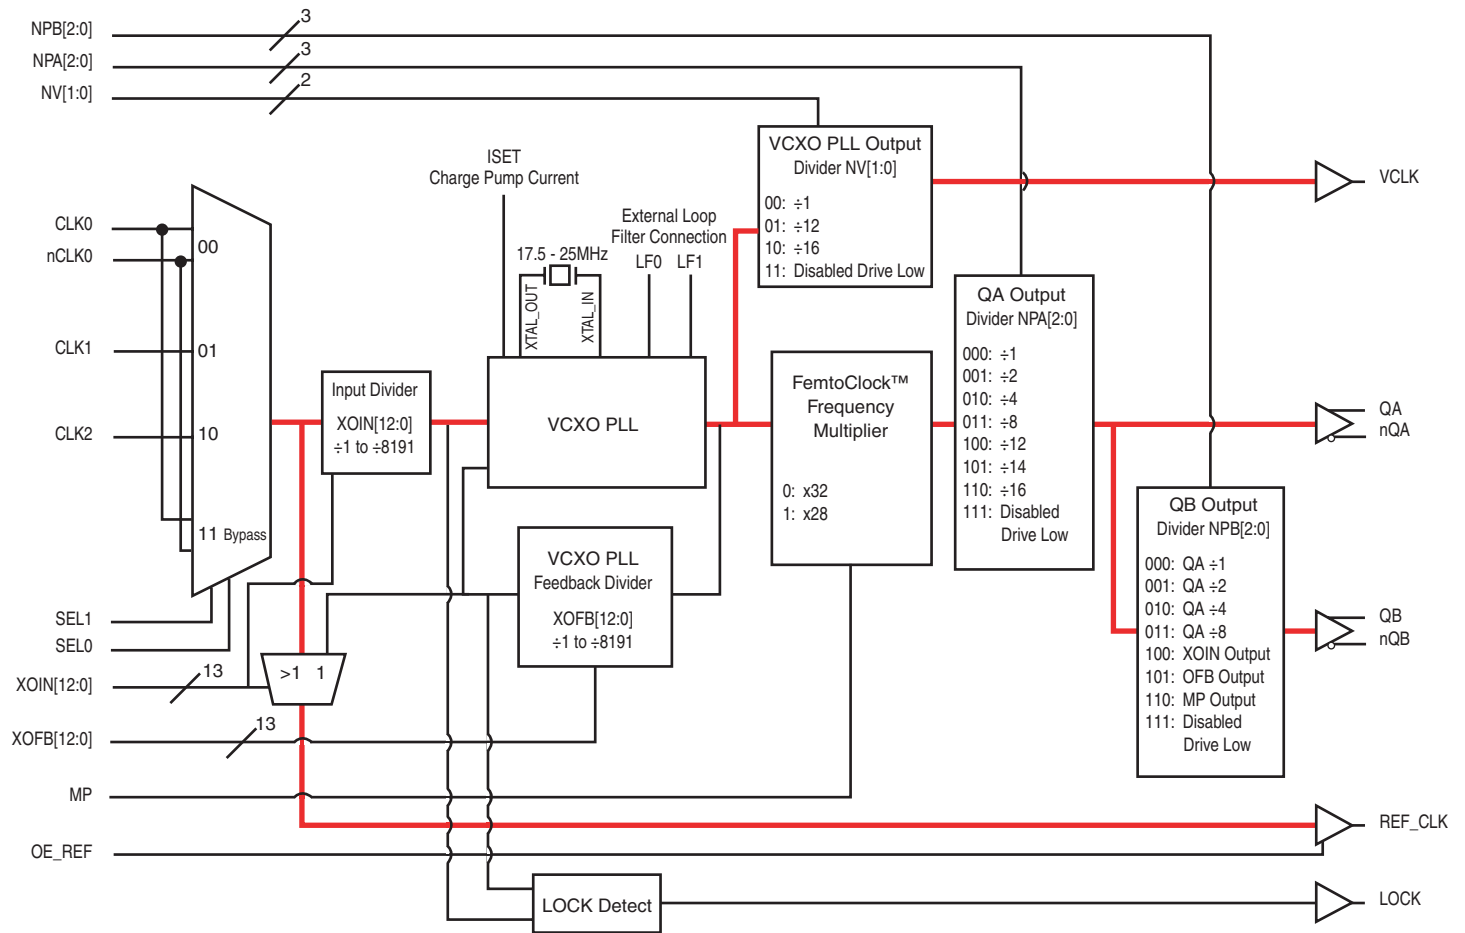 NPB[2:0]
3
NPA[2:0]
3
NV[1:0]
2
VCXO PLL Output
Divider NV[1:0]
00: ÷1
01: ÷12
10: ÷16
11: Disabled Drive Low
VCLK
ISET
Charge Pump Current
External Loop
Filter Connection
LF0 LF1
17.5 - 25MHz
XTAL_OUT
XTAL_IN
CLK0
nCLK0
CLK1
CLK2
00
01
10
11 Bypass
Input Divider
XOIN[12:0]
÷1 to ÷8191
VCXO PLL
FemtoClock™
Frequency
Multiplier
0: x32
1: x28
QA Output
Divider NPA[2:0]
000: ÷1
001: ÷2
010: ÷4
011: ÷8
100: ÷12
101: ÷14
110: ÷16
111: Disabled
Drive Low
QA
nQA
VCXO PLL
Feedback Divider
XOFB[12:0]
÷1 to ÷8191
QB Output
Divider NPB[2:0]
000: QA ÷1
001: QA ÷2
010: QA ÷4
011: QA ÷8
100: XOIN Output
101: OFB Output
110: MP Output
111: Disabled
Drive Low
QB
nQB
SEL1
SEL0
XOIN[12:0]
13
>1 1
XOFB[12:0]
13
MP
REF_CLK
OE_REF
LOCK Detect
LOCK